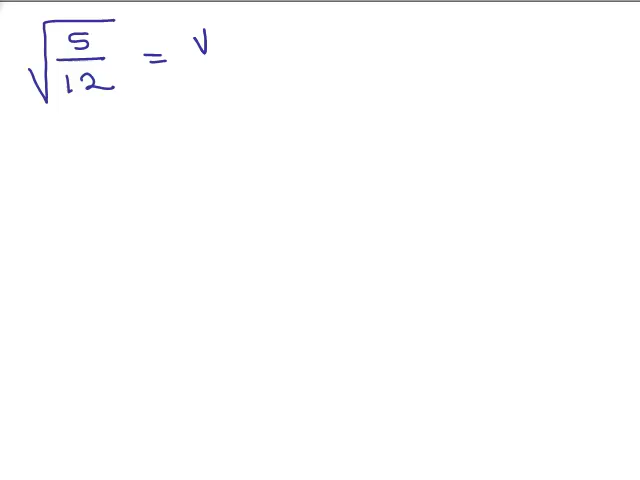 √(5/12) = √